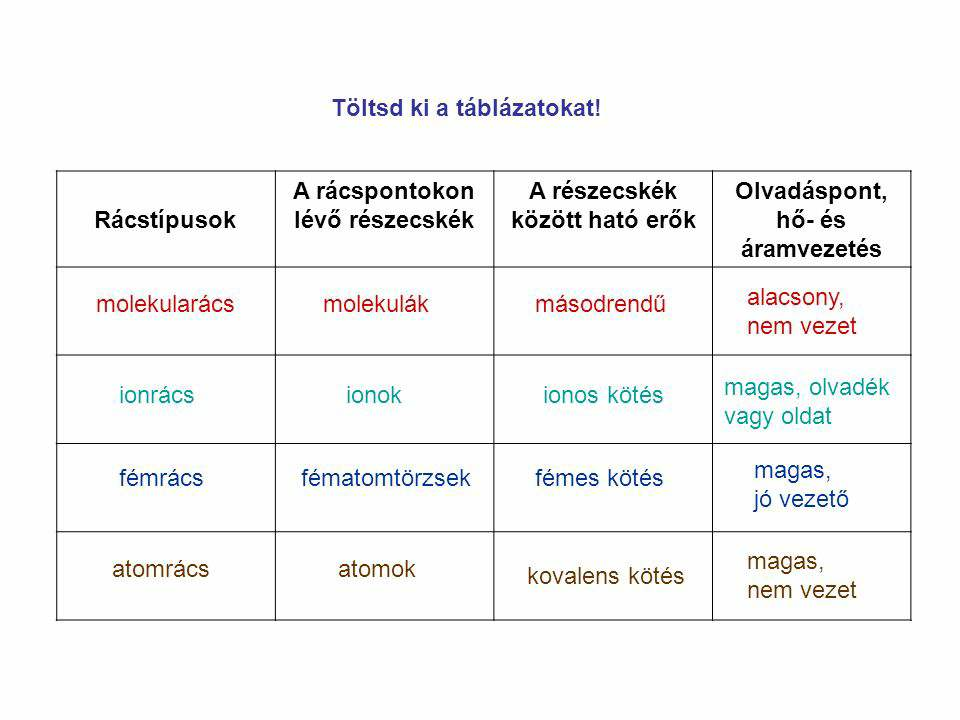 Töltsd ki a táblázatokat!
Rácstípusok
A rácspontokon
lévő részecskék
A részecskék
között ható erők
Olvadáspont,
hő- és
áramvezetés
molekularács
molekulák
másodrendű
alacsony,
nem vezet
ionrács
ionok
ionos kötés
magas, olvadék
vagy oldat
fémrács
fématomtörzsek
fémes kötés
magas,
jó vezető
atomrács
atomok
kovalens kötés
magas,
nem vezet